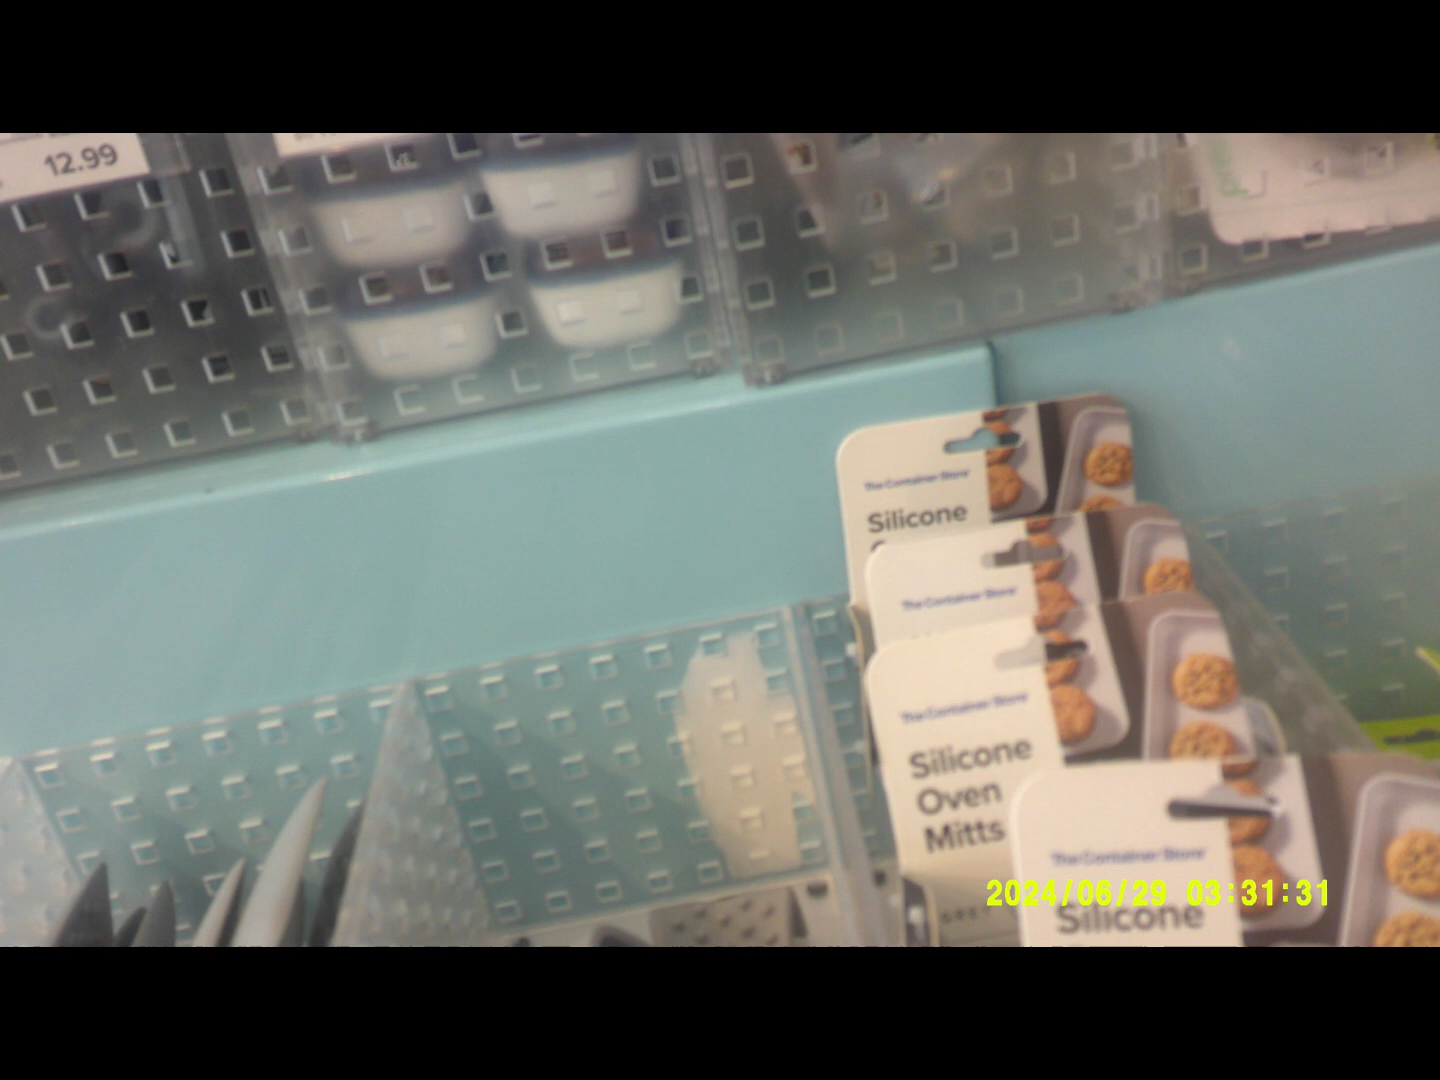 12.99
The Container Store
Silicone
The Container Store
The Container Store
Silicone
Oven
Mitts
GREY
The Container Store
Silicone
2024/06/29 03:31:31